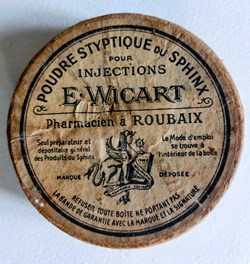 POUDRE STYPTIQUE DU SPHINX
POUR
INJECTIONS
E. WICART
Pharmacien à ROUBAIX
Seul préparateur et
dépositaire général
des Produits du Sphinx
Le Mode d'emploi
se trouve à
l'intérieur de la boîte
MARQUE
DÉPOSÉE
REFUSER TOUTE BOÎTE NE PORTANT PAS
LA BANDE DE GARANTIE AVEC LA MARQUE ET LA SIGNATURE